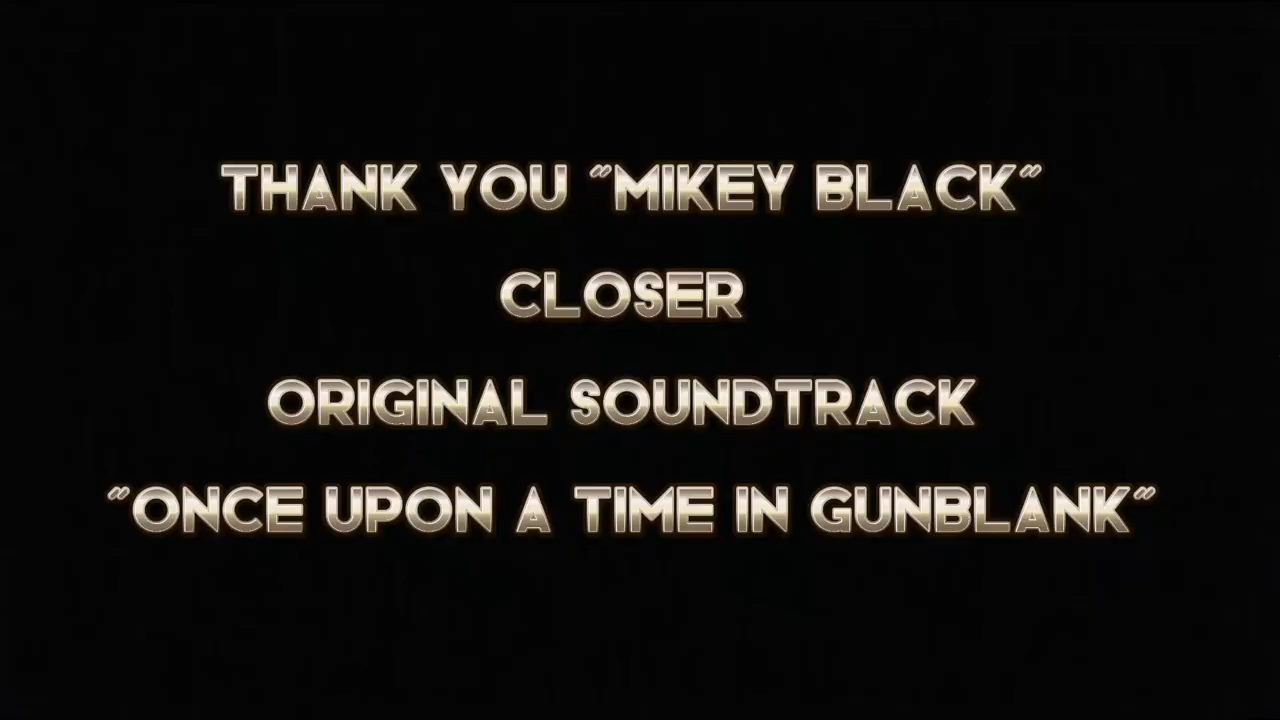 THANK YOU "MIKEY BLACK"
CLOSER
ORIGINAL SOUNDTRACK
"ONCE UPON A TIME IN GUNBLANK"